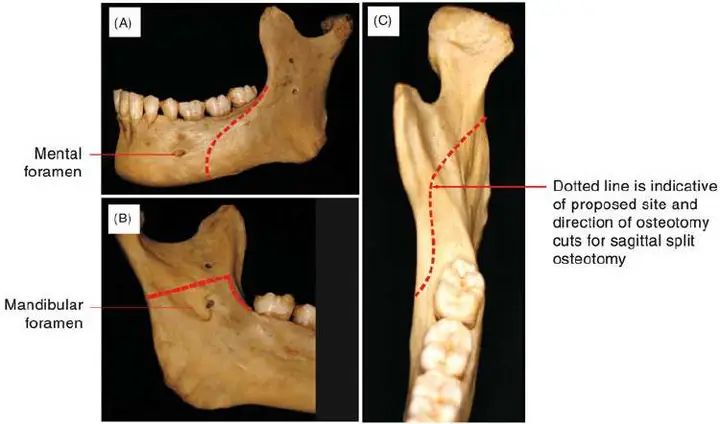 (A)
Mental
foramen
(B)
Mandibular
foramen
(C)
Dotted line is indicative
of proposed site and
direction of osteotomy
cuts for sagittal split
osteotomy